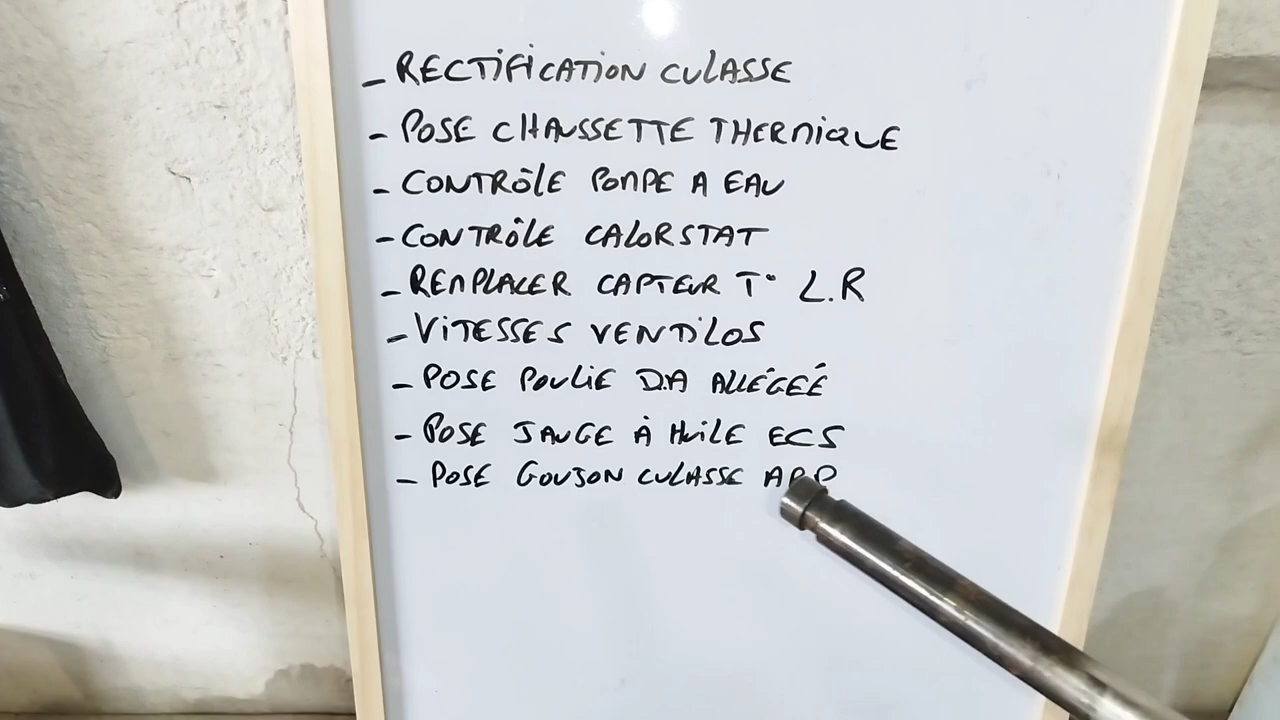 - RECTIFICATION CULASSE
- POSE CHAUSSETTE THERMIQUE
- CONTRÔLE POMPE A EAU
- CONTRÔLE CALORSTAT
- REMPLACER CAPTEUR T° L.R
- VITESSES VENTILOS
- POSE POULIE D.A ALLÉGEÉ
- POSE JAUGE À HUILE ECS
- POSE GOUJON CULASSE